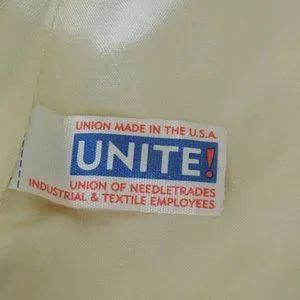 UNION MADE IN THE U.S.A.
UNITE!
UNION OF NEEDLETRADES
INDUSTRIAL & TEXTILE EMPLOYEES